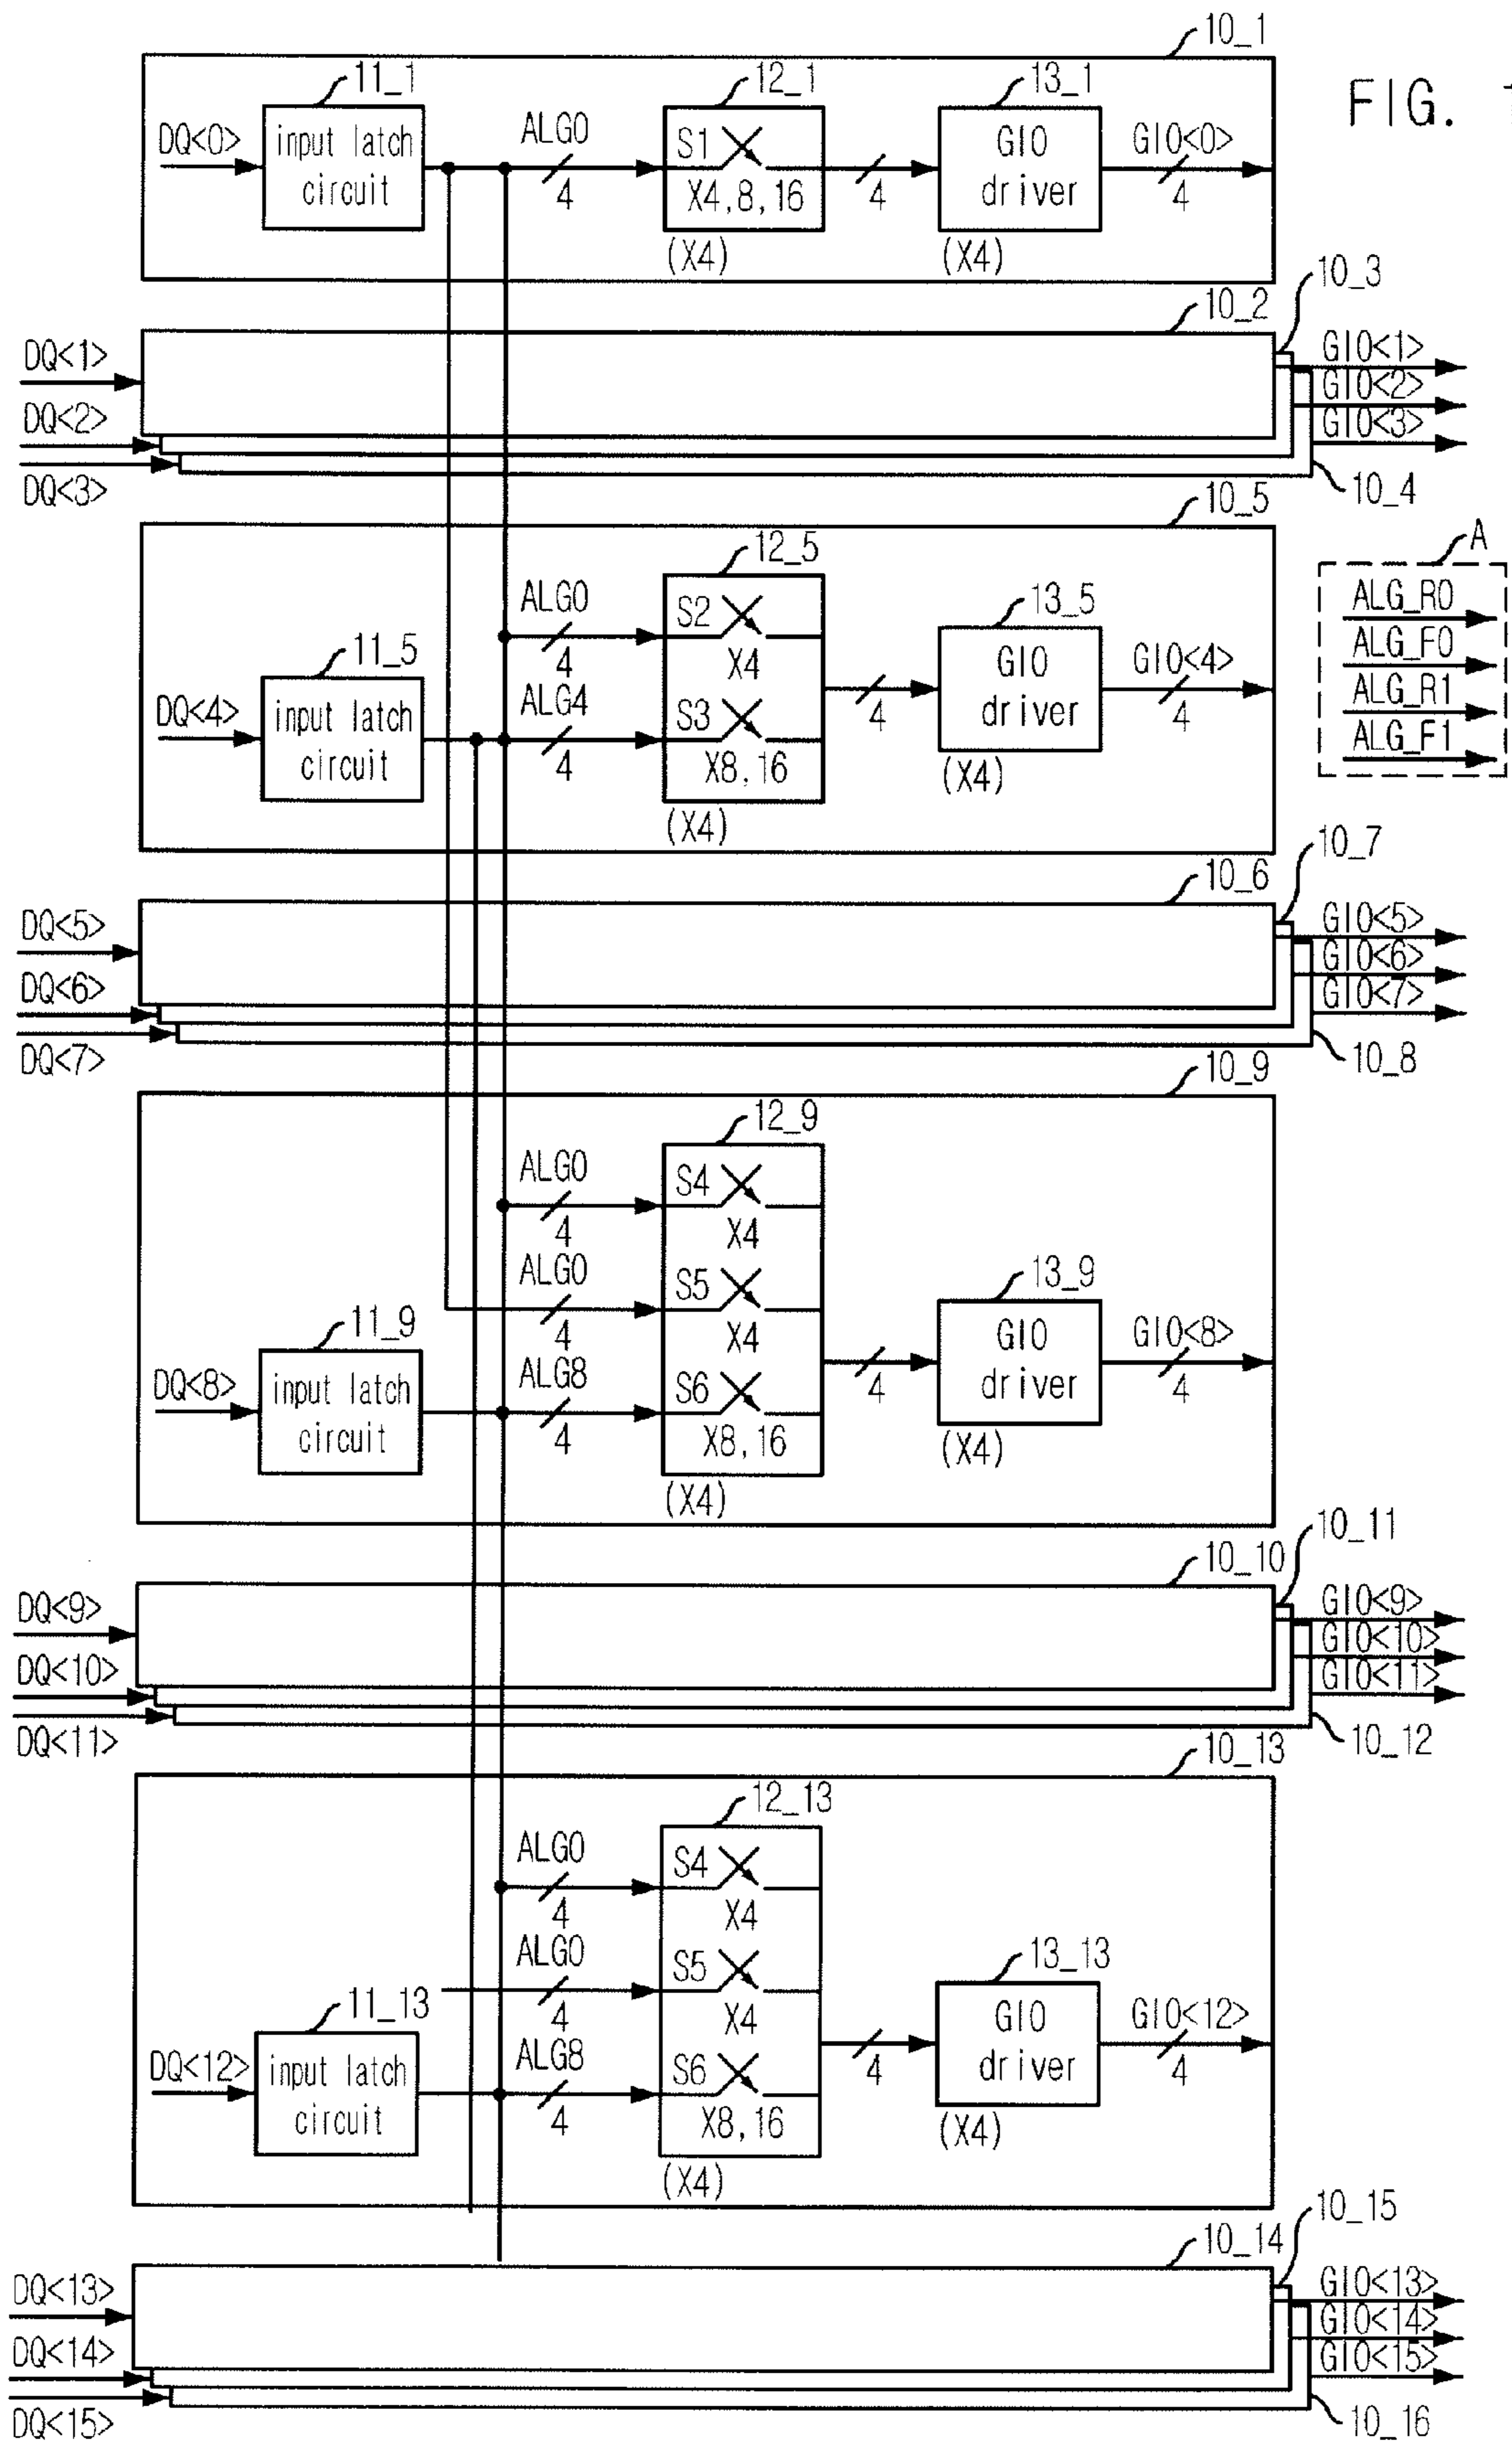 FIG. 1
10_1
11_1
12_1
13_1
DQ<0>
input latch
circuit
ALG0
4
S1
X4,8,16
(X4)
4
GIO
driver
(X4)
GIO<0>
4
10_3
10_2
DQ<1>
DQ<2>
DQ<3>
GIO<1>
GIO<2>
GIO<3>
10_4
10_5
12_5
13_5
11_5
DQ<4>
input latch
circuit
ALG0
4
ALG4
4
S2
X4
S3
X8,16
(X4)
4
GIO
driver
(X4)
GIO<4>
4
A
ALG_R0
ALG_F0
ALG_R1
ALG_F1
10_7
10_6
DQ<5>
DQ<6>
DQ<7>
GIO<5>
GIO<6>
GIO<7>
10_8
10_9
12_9
13_9
11_9
DQ<8>
input latch
circuit
ALG0
4
ALG0
4
ALG8
4
S4
X4
S5
X4
S6
X8,16
(X4)
4
GIO
driver
(X4)
GIO<8>
4
10_11
10_10
DQ<9>
DQ<10>
DQ<11>
GIO<9>
GIO<10>
GIO<11>
10_12
10_13
12_13
13_13
11_13
DQ<12>
input latch
circuit
ALG0
4
ALG0
4
ALG8
4
S4
X4
S5
X4
S6
X8,16
(X4)
4
GIO
driver
(X4)
GIO<12>
4
10_15
10_14
DQ<13>
DQ<14>
DQ<15>
GIO<13>
GIO<14>
GIO<15>
10_16